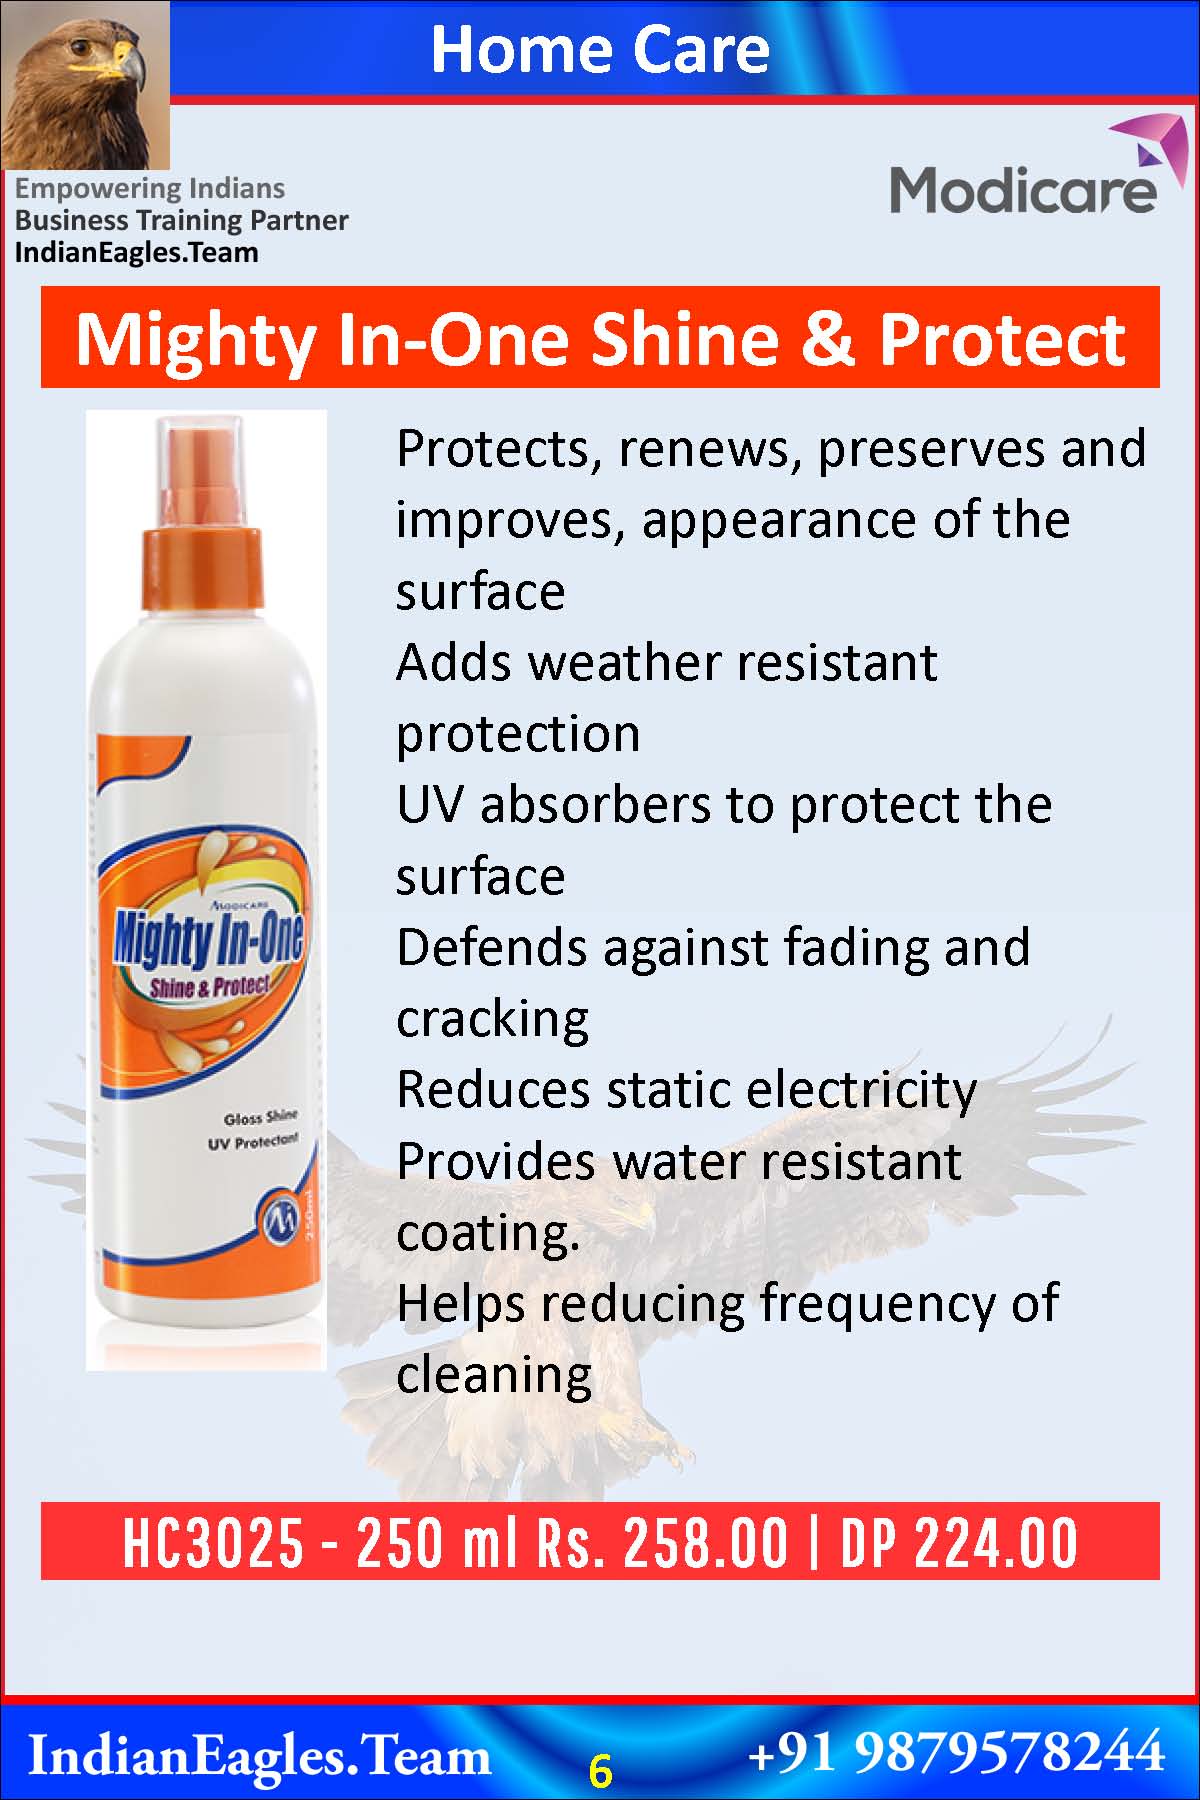 Home Care
Modicare
Empowering Indians
Business Training Partner
IndianEagles.Team
Mighty In-One Shine & Protect
Protects, renews, preserves and
improves, appearance of the
surface
Adds weather resistant
protection
UV absorbers to protect the
surface
Defends against fading and
cracking
Reduces static electricity
Provides water resistant
coating.
Helps reducing frequency of
cleaning
MODICARE
Mighty In-One
Shine & Protect
Gloss Shine
UV Protectant
250ml
HC3025 - 250 ml Rs. 258.00 | DP 224.00
IndianEagles.Team
6
+91 9879578244